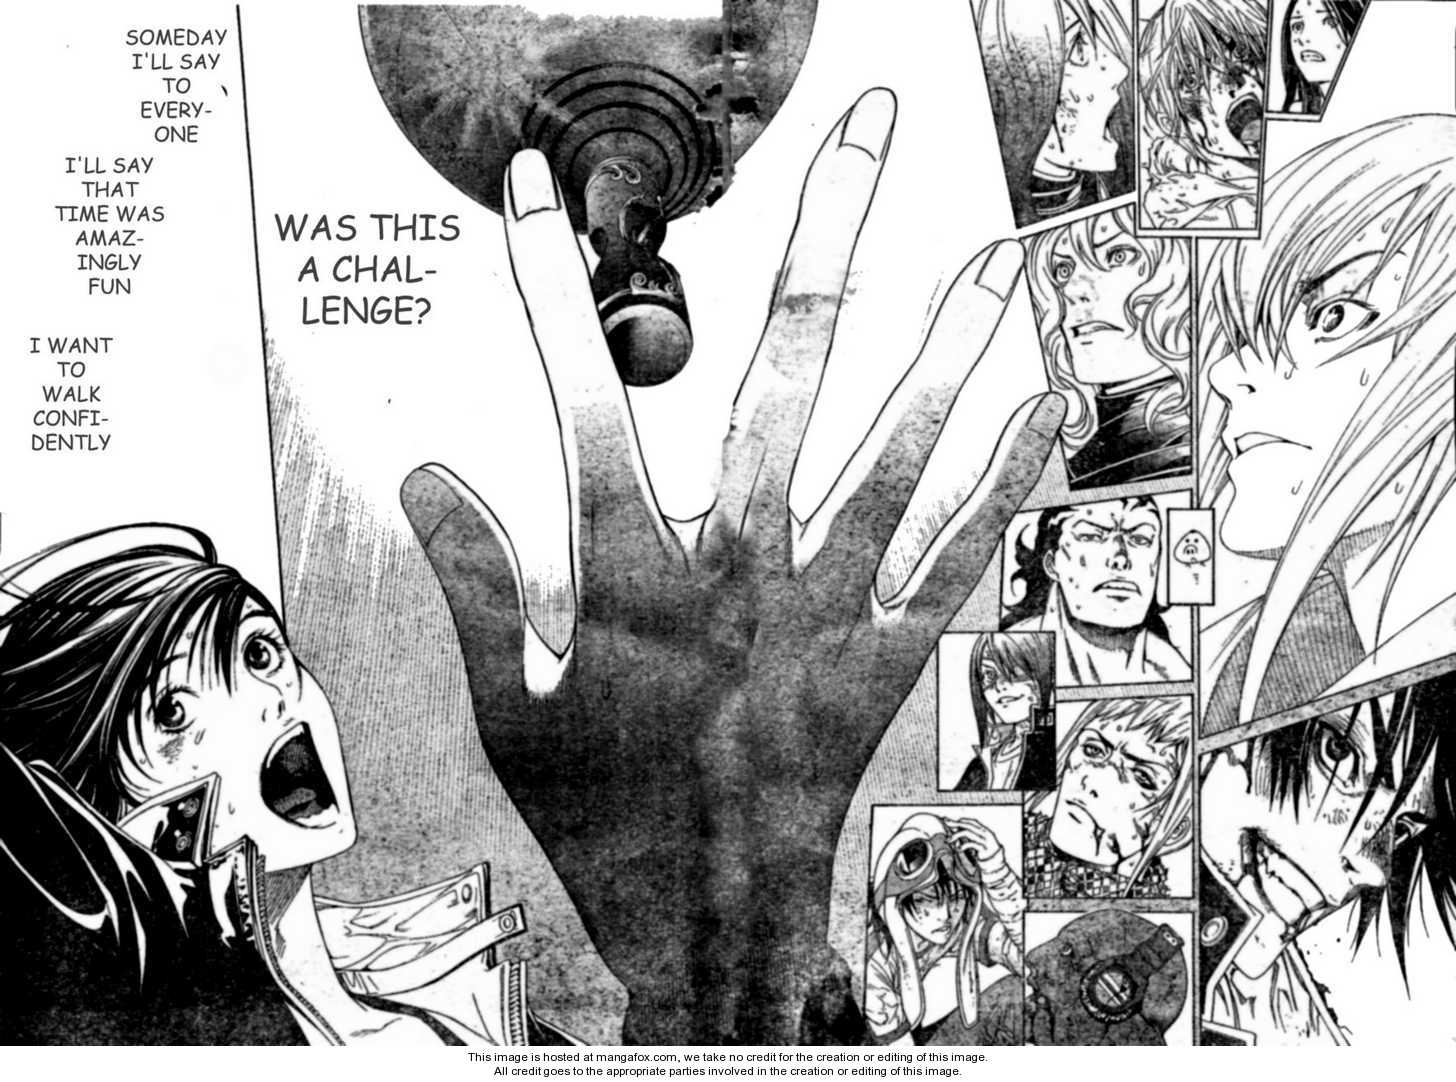 SOMEDAY
I'LL SAY
TO
EVERY-
ONE
I'LL SAY
THAT
TIME WAS
AMAZ-
INGLY
FUN
I WANT
TO
WALK
CONFI-
DENTLY
WAS THIS
A CHAL-
LENGE?
This image is hosted at mangafox.com, we take no credit for the creation or editing of this image.
All credit goes to the appropriate parties involved in the creation or editing of this image.